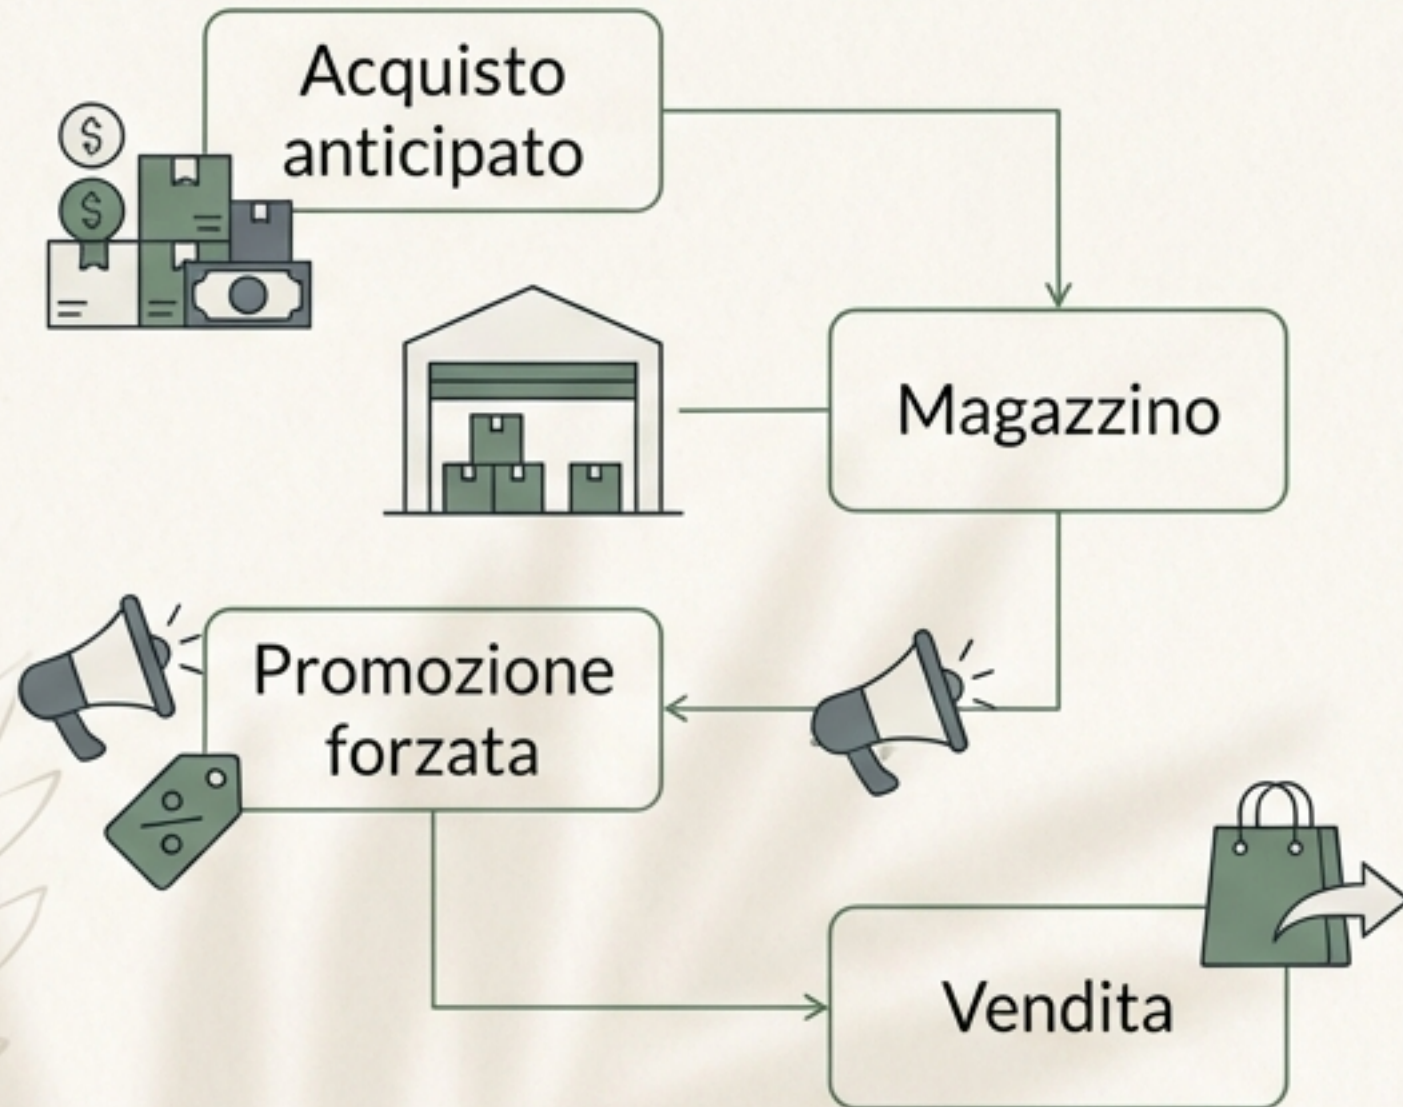 Acquisto
anticipato
Magazzino
Promozione
forzata
Vendita